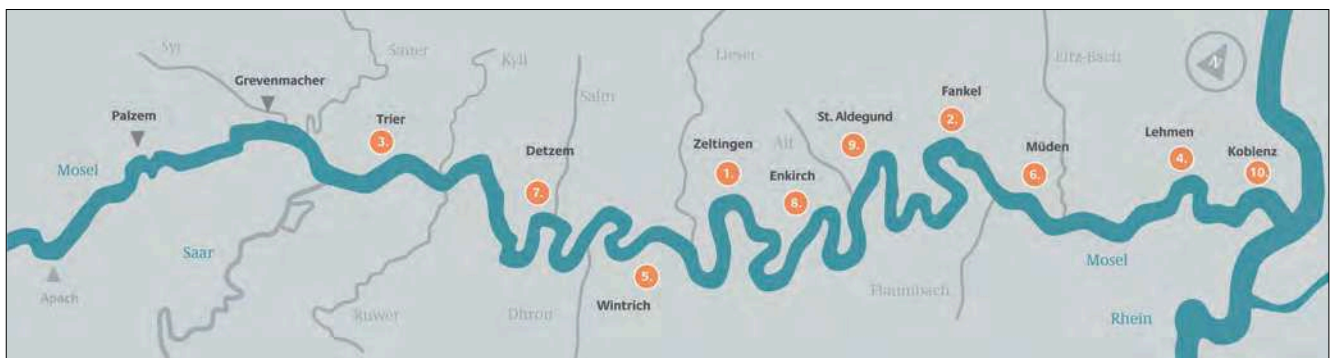 Syr
Sauer
Kyll
Lieser
Eltz-Bach
N
Grevenmacher
Palzem
Trier
3.
Salm
Detzem
7.
Zeltingen
1.
Alf
Enkirch
8.
St. Aldegund
9.
Fankel
2.
Müden
6.
Lehmen
4.
Koblenz
10.
Mosel
Saar
Apach
Ruwer
Dhron
5.
Wintrich
Flaumbach
Mosel
Rhein